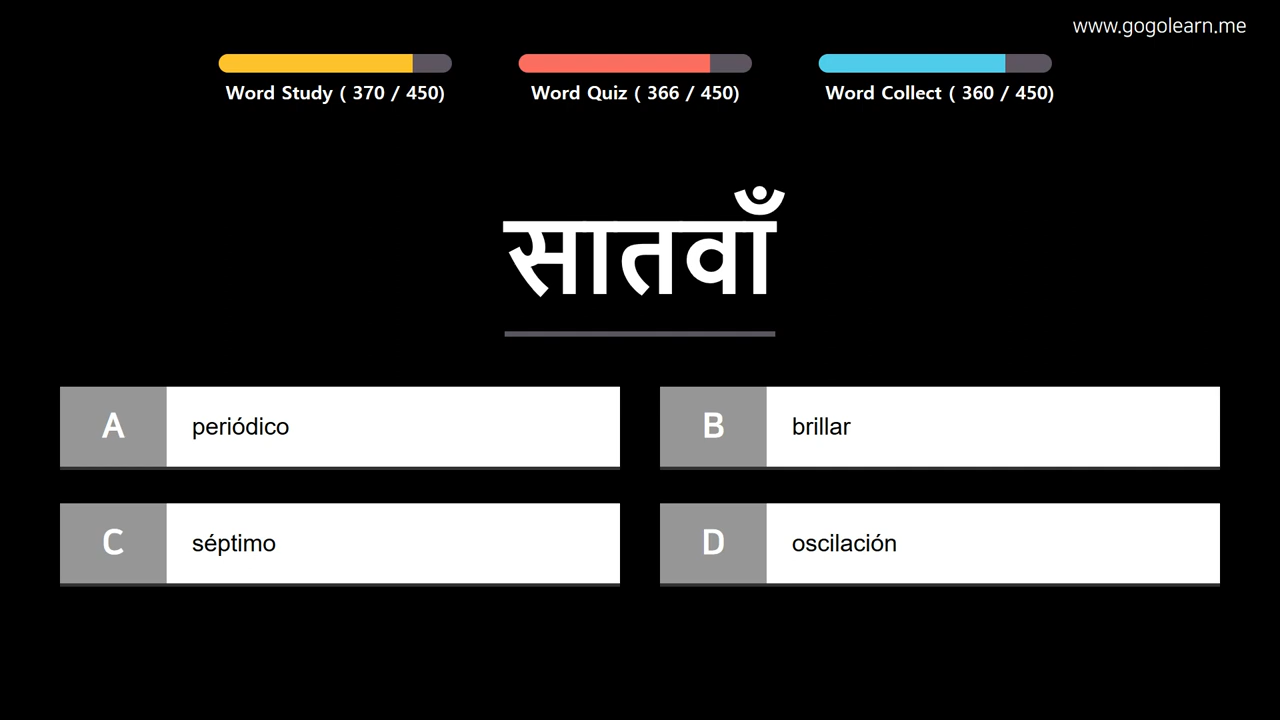 www.gogolearn.me
Word Study ( 370 / 450)
Word Quiz ( 366 / 450)
Word Collect ( 360 / 450)
सातवाँ
A periódico
B brillar
C séptimo
D oscilación